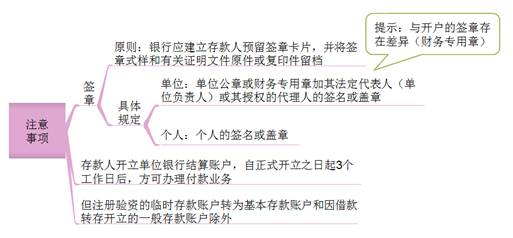 提示：与开户的签章存
在差异（财务专用章）
原则：银行应建立存款人预留签章卡片，并将签
章式样和有关证明文件原件或复印件留档
签
章
单位：单位公章或财务专用章加其法定代表人（单
位负责人）或其授权的代理人的签名或盖章
具体
规定
个人：个人的签名或盖章
注意
事项
存款人开立单位银行结算账户，自正式开立之日起3个
工作日后，方可办理付款业务
但注册验资的临时存款账户转为基本存款账户和因借款
转存开立的一般存款账户除外